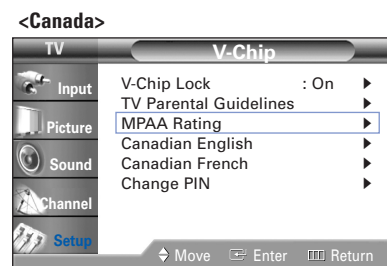 <Canada>
TV
V-Chip
Input
Picture
Sound
Channel
Setup
V-Chip Lock : On
TV Parental Guidelines
MPAA Rating
Canadian English
Canadian French
Change PIN
Move Enter Return